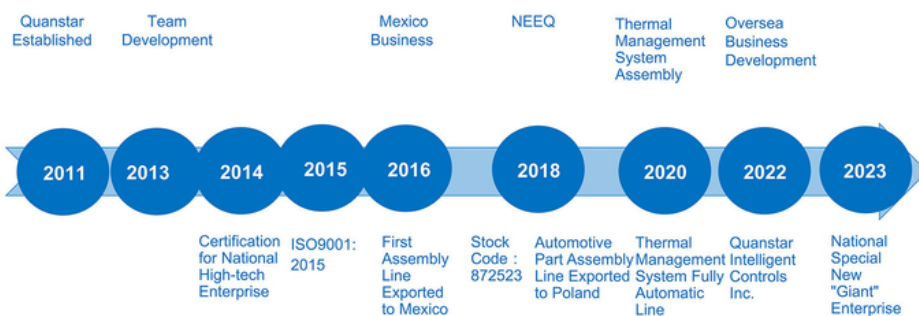 Quanstar
Established
Team
Development
Mexico
Business
NEEQ
Thermal
Management
System
Assembly
Oversea
Business
Development
2011
2013
2014
2015
2016
2018
2020
2022
2023
Certification
for National
High-tech
Enterprise
ISO9001:
2015
First
Assembly
Line
Exported
to Mexico
Stock
Code :
872523
Automotive
Part Assembly
Line Exported
to Poland
Thermal
Management
System Fully
Automatic
Line
Quanstar
Intelligent
Controls
Inc.
National
Special
New
"Giant"
Enterprise